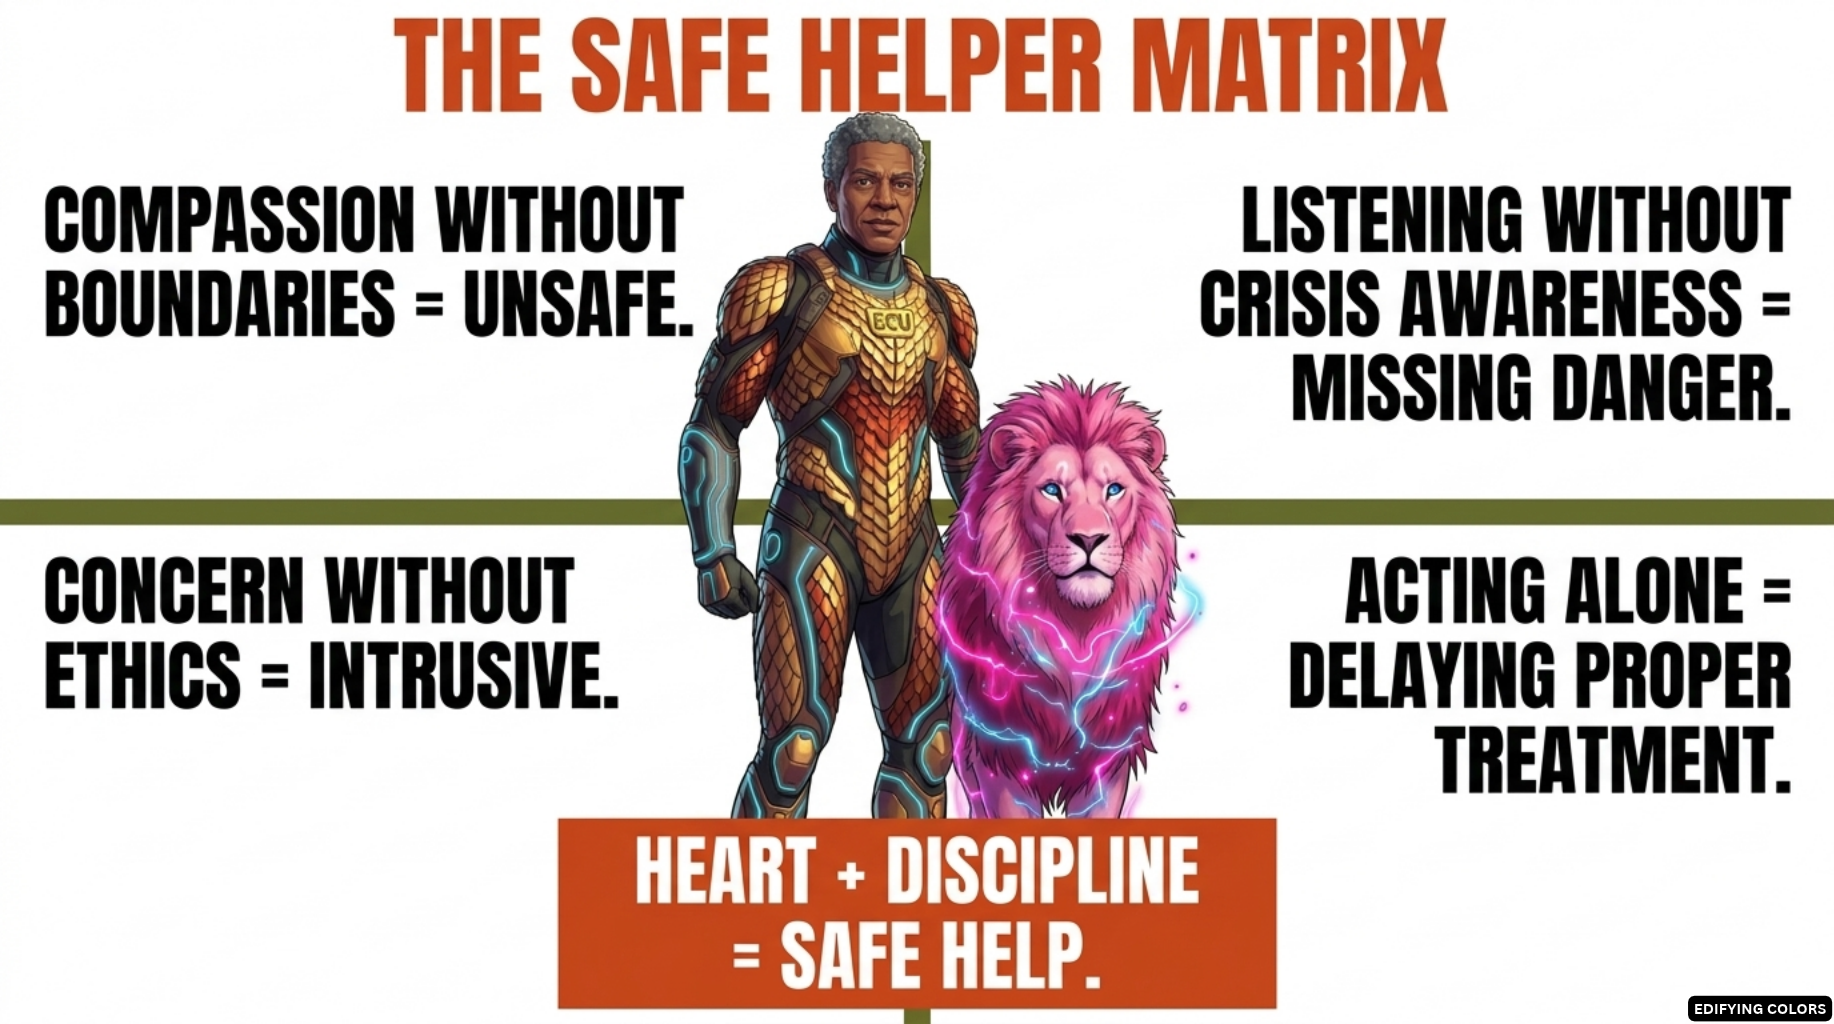 THE SAFE HELPER MATRIX
COMPASSION WITHOUT
BOUNDARIES = UNSAFE.
LISTENING WITHOUT
CRISIS AWARENESS =
MISSING DANGER.
ECU
CONCERN WITHOUT
ETHICS = INTRUSIVE.
ACTING ALONE =
DELAYING PROPER
TREATMENT.
HEART + DISCIPLINE
= SAFE HELP.
EDIFYING COLORS